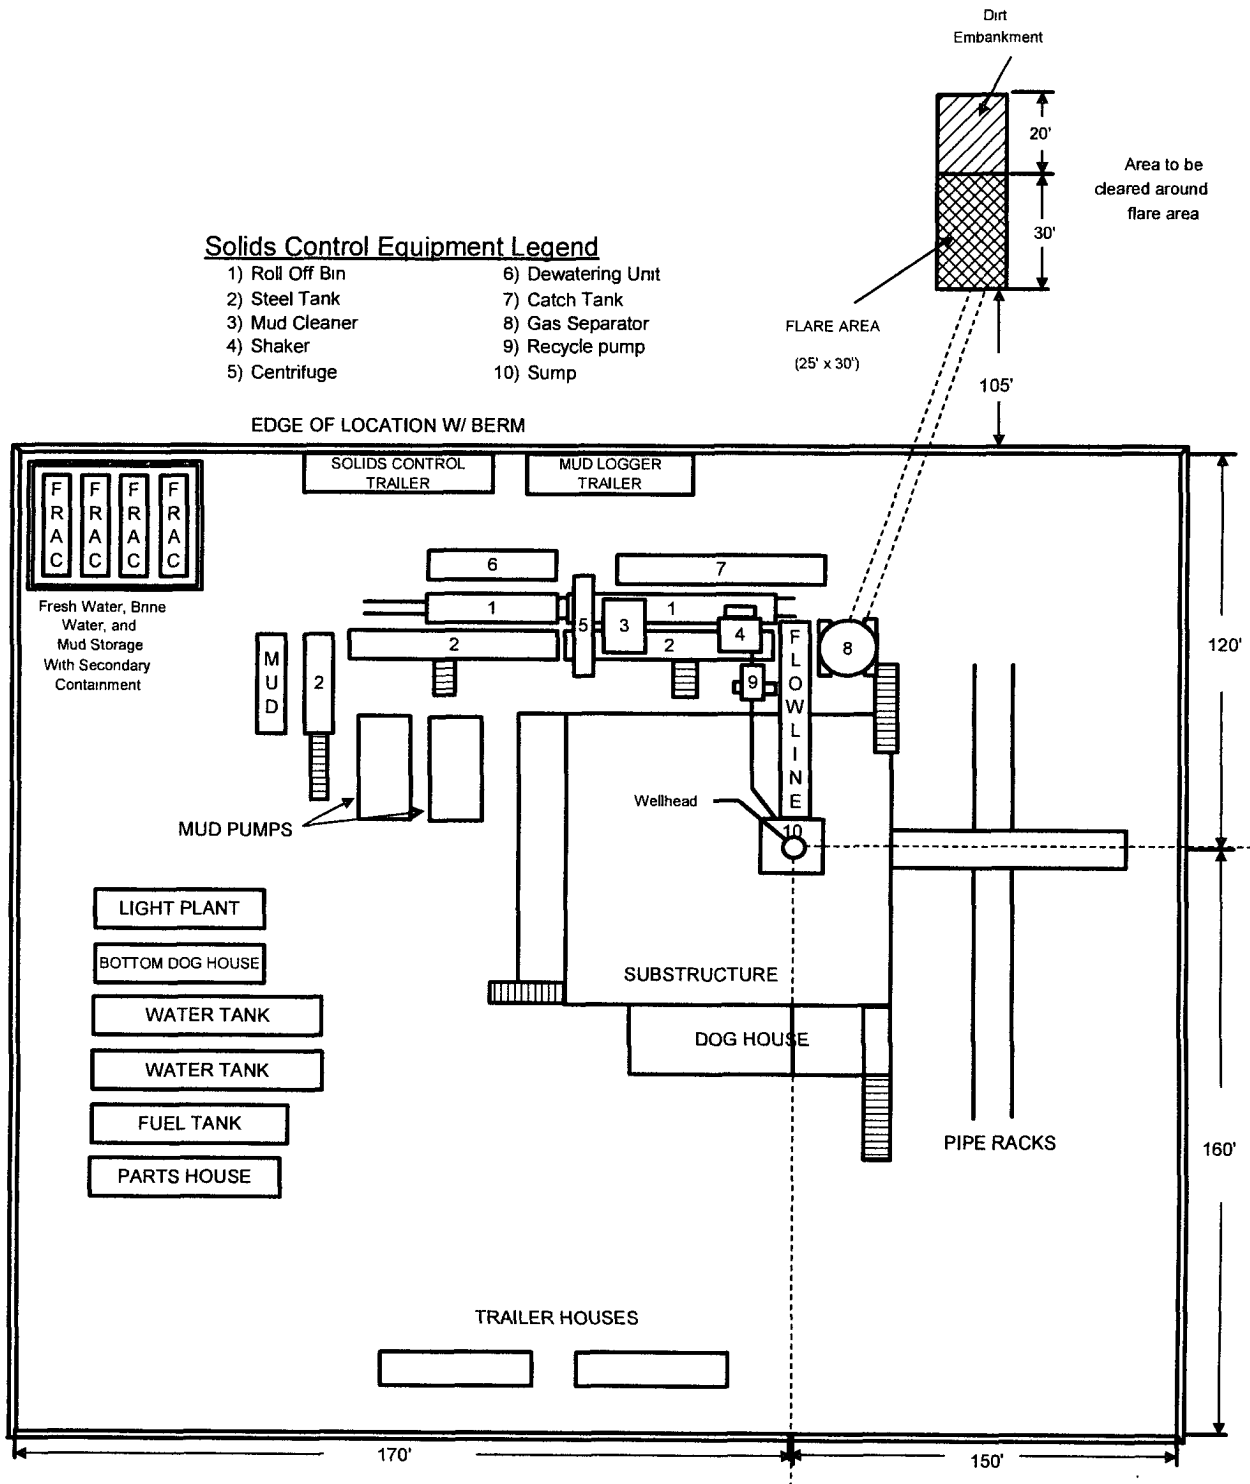 Dirt
Embankment
20'
Area to be
cleared around
flare area
30'
Solids Control Equipment Legend
1) Roll Off Bin
2) Steel Tank
3) Mud Cleaner
4) Shaker
5) Centrifuge
6) Dewatering Unit
7) Catch Tank
8) Gas Separator
9) Recycle pump
10) Sump
FLARE AREA
(25' x 30')
105'
EDGE OF LOCATION W/ BERM
SOLIDS CONTROL
TRAILER
MUD LOGGER
TRAILER
FRAC
FRAC
FRAC
FRAC
6
7
1
1
5
3
4
2
2
8
9
Fresh Water, Brine
Water, and
Mud Storage
With Secondary
Containment
MUD
2
FLOWLINE
120'
MUD PUMPS
Wellhead
10
LIGHT PLANT
BOTTOM DOG HOUSE
WATER TANK
WATER TANK
FUEL TANK
PARTS HOUSE
SUBSTRUCTURE
DOG HOUSE
PIPE RACKS
160'
TRAILER HOUSES
170'
150'